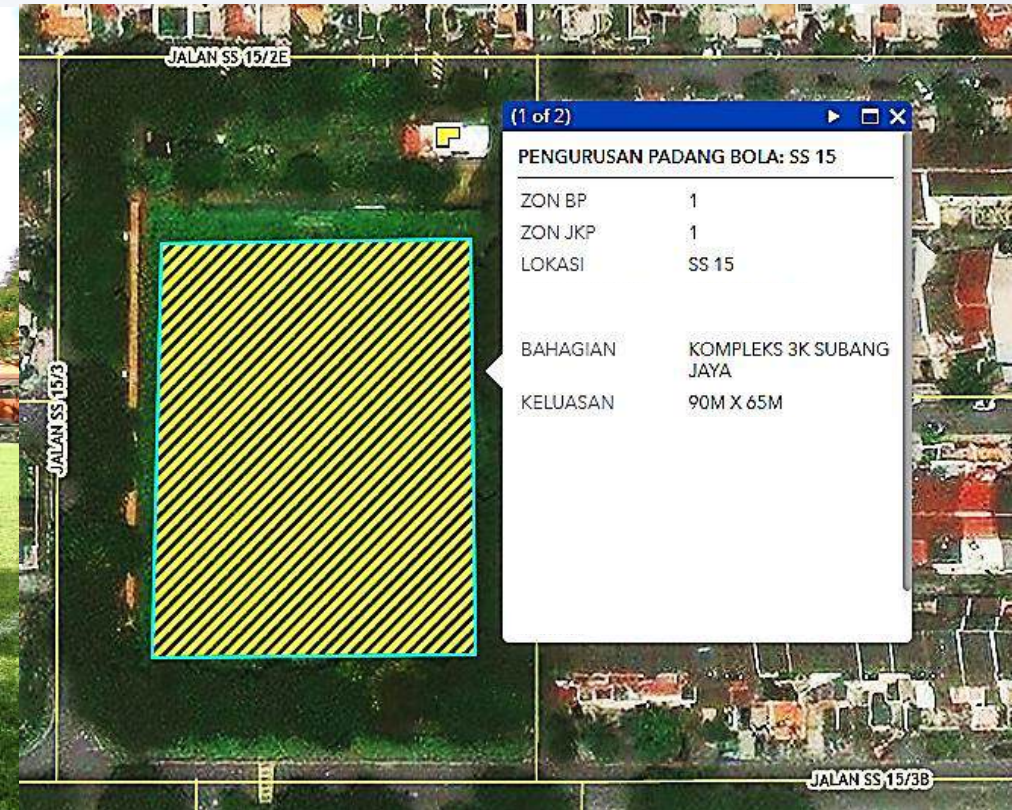 JALAN SS 15/2E
(1 of 2)
PENGURUSAN PADANG BOLA: SS 15
ZON BP 1
ZON JKP 1
LOKASI SS 15
BAHAGIAN KOMPLEKS 3K SUBANG
JAYA
KELUASAN 90M X 65M
JALAN SS 15/3
JALAN SS 15/3B